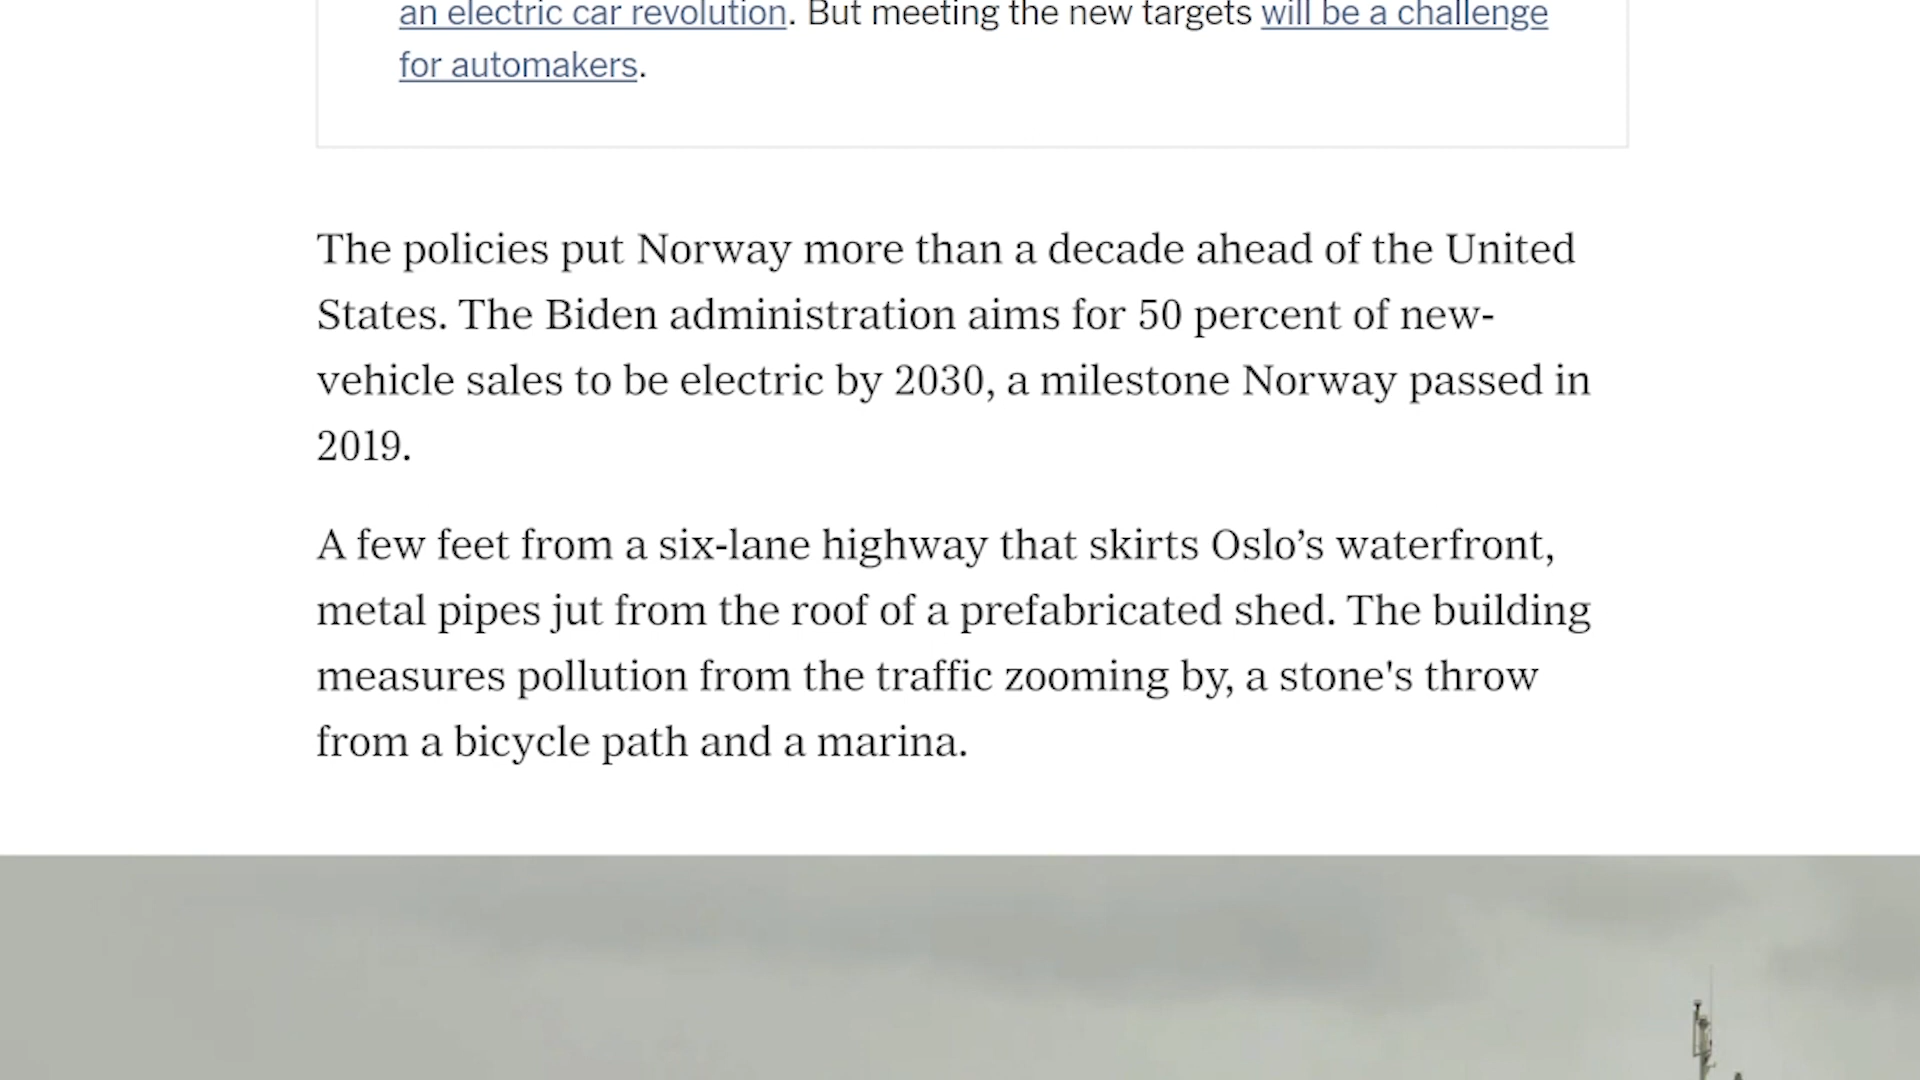 an electric car revolution. But meeting the new targets will be a challenge
for automakers.
The policies put Norway more than a decade ahead of the United
States. The Biden administration aims for 50 percent of new-
vehicle sales to be electric by 2030, a milestone Norway passed in
2019.
A few feet from a six-lane highway that skirts Oslo’s waterfront,
metal pipes jut from the roof of a prefabricated shed. The building
measures pollution from the traffic zooming by, a stone's throw
from a bicycle path and a marina.